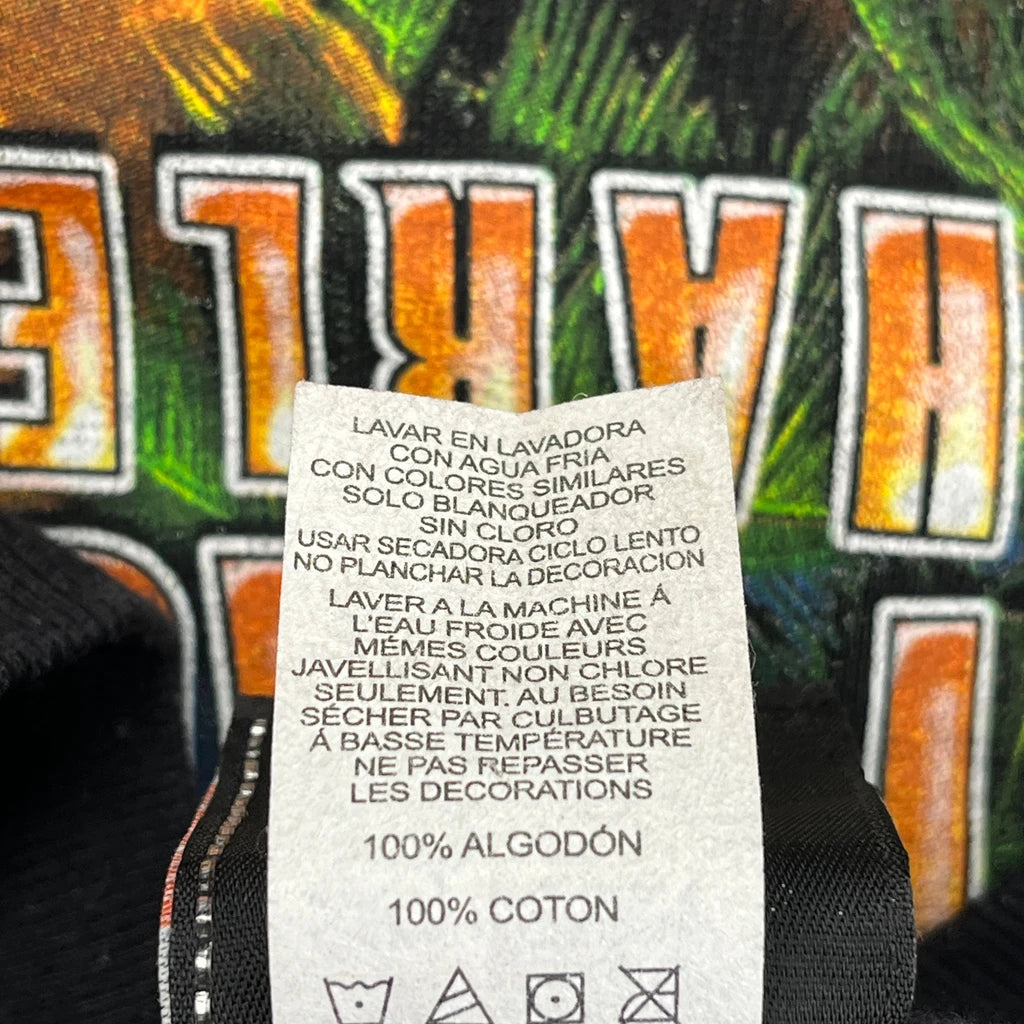 HARLE
LAVAR EN LAVADORA
CON AGUA FRIA
CON COLORES SIMILARES
SOLO BLANQUEADOR
SIN CLORO
USAR SECADORA CICLO LENTO
NO PLANCHAR LA DECORACION
LAVER A LA MACHINE Á
L'EAU FROIDE AVEC
MÉMES COULEURS
JAVELLISANT NON CHLORE
SEULEMENT. AU BESOIN
SÉCHER PAR CULBUTAGE
Á BASSE TEMPÉRATURE
NE PAS REPASSER
LES DECORATIONS
100% ALGODÓN
100% COTON